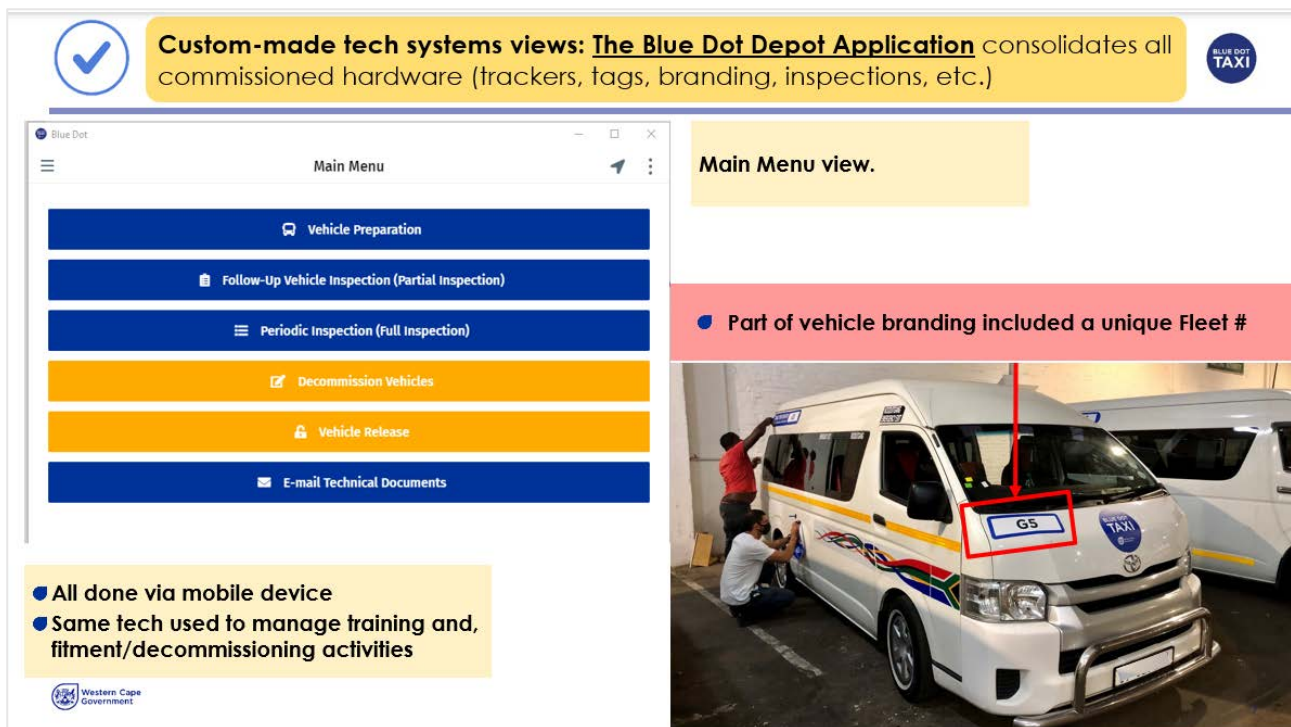 Custom-made tech systems views: The Blue Dot Depot Application consolidates all
commissioned hardware (trackers, tags, branding, inspections, etc.)
BLUE DOT
TAXI
Blue Dot
Main Menu
Vehicle Preparation
Follow-Up Vehicle Inspection (Partial Inspection)
Periodic Inspection (Full Inspection)
Decommission Vehicles
Vehicle Release
E-mail Technical Documents
Main Menu view.
Part of vehicle branding included a unique Fleet #
G5
BLUE DOT
TAXI
All done via mobile device
Same tech used to manage training and,
fitment/decommissioning activities
Western Cape
Government